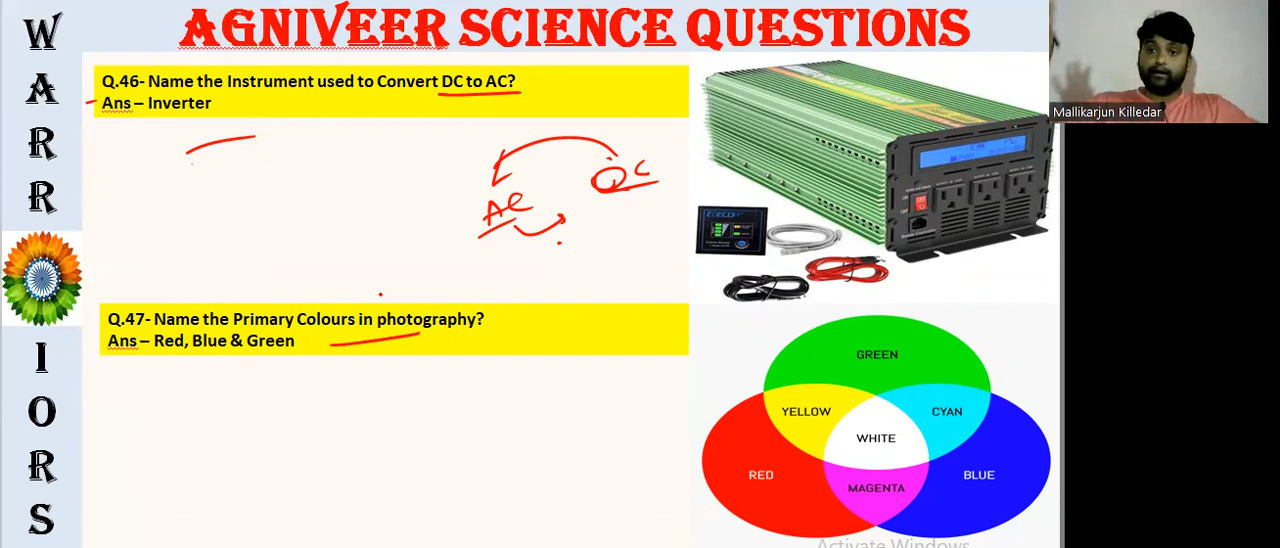 AGNIVEER SCIENCE QUESTIONS
WARRIORS
Q.46- Name the Instrument used to Convert DC to AC?
Ans – Inverter
AC
DC
Q.47- Name the Primary Colours in photography?
Ans – Red, Blue & Green
GREEN
YELLOW
CYAN
WHITE
RED
BLUE
MAGENTA
Mallikarjun Killedar
Activate Windows